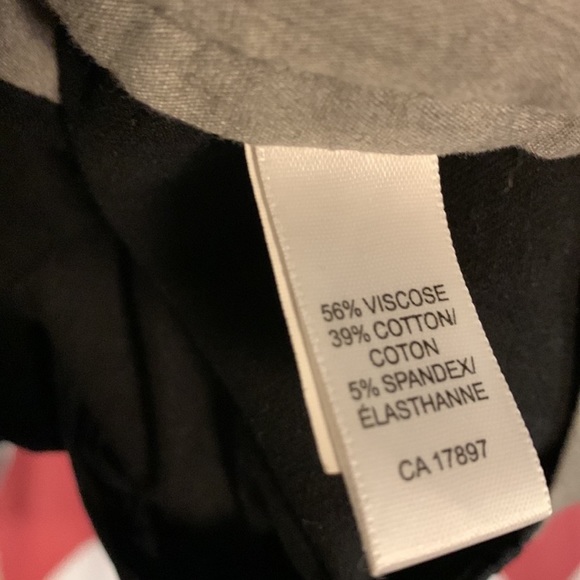 56% VISCOSE
39% COTTON/
COTON
5% SPANDEX/
ÉLASTHANNE
CA 17897